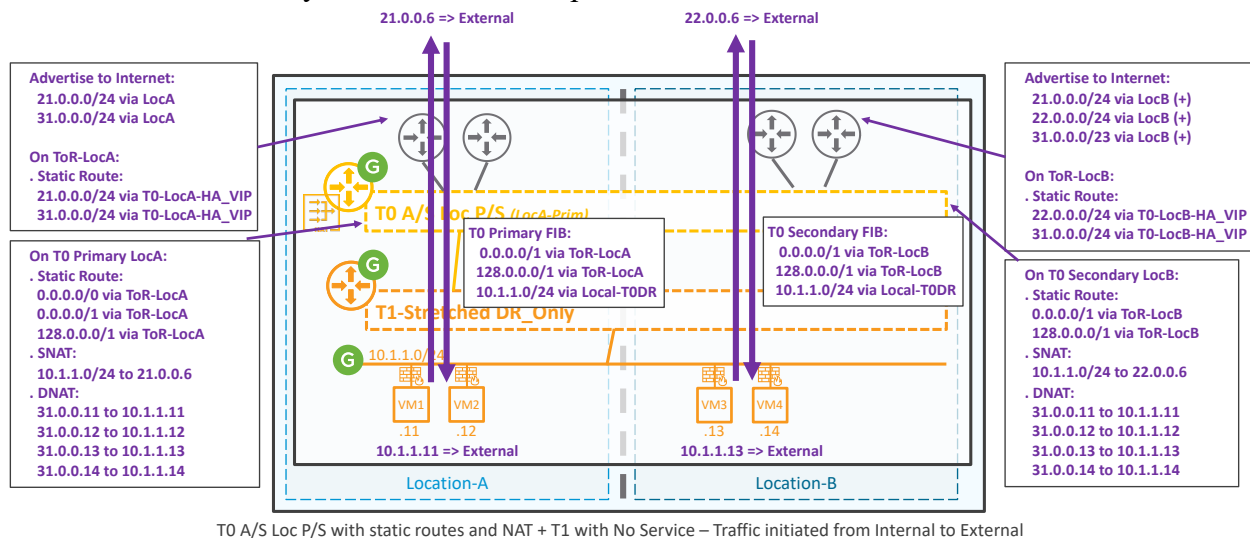 21.0.0.6 => External
22.0.0.6 => External
Advertise to Internet:
21.0.0.0/24 via LocA
31.0.0.0/24 via LocA
On ToR-LocA:
. Static Route:
21.0.0.0/24 via T0-LocA-HA_VIP
31.0.0.0/24 via T0-LocA-HA_VIP
On T0 Primary LocA:
. Static Route:
0.0.0.0/0 via ToR-LocA
0.0.0.0/1 via ToR-LocA
128.0.0.0/1 via ToR-LocA
. SNAT:
10.1.1.0/24 to 21.0.0.6
. DNAT:
31.0.0.11 to 10.1.1.11
31.0.0.12 to 10.1.1.12
31.0.0.13 to 10.1.1.13
31.0.0.14 to 10.1.1.14
G
T0 A/S Loc P/S (LocA-Prim)
T0 Primary FIB:
0.0.0.0/1 via ToR-LocA
128.0.0.0/1 via ToR-LocA
10.1.1.0/24 via Local-T0DR
T0 Secondary FIB:
0.0.0.0/1 via ToR-LocB
128.0.0.0/1 via ToR-LocB
10.1.1.0/24 via Local-T0DR
G
T1-Stretched DR_Only
G
10.1.1.0/24
VM1
VM2
VM3
VM4
.11
.12
.13
.14
10.1.1.11 => External
10.1.1.13 => External
Location-A
Location-B
Advertise to Internet:
21.0.0.0/24 via LocB (+)
22.0.0.0/24 via LocB (+)
31.0.0.0/23 via LocB (+)
On ToR-LocB:
. Static Route:
22.0.0.0/24 via T0-LocB-HA_VIP
31.0.0.0/24 via T0-LocB-HA_VIP
On T0 Secondary LocB:
. Static Route:
0.0.0.0/1 via ToR-LocB
128.0.0.0/1 via ToR-LocB
. SNAT:
10.1.1.0/24 to 22.0.0.6
. DNAT:
31.0.0.11 to 10.1.1.11
31.0.0.12 to 10.1.1.12
31.0.0.13 to 10.1.1.13
31.0.0.14 to 10.1.1.14
T0 A/S Loc P/S with static routes and NAT + T1 with No Service – Traffic initiated from Internal to External